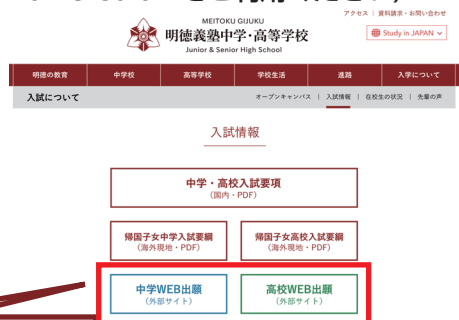 アクセス | 資料請求・お問い合わせ
MEITOKU GIJUKU
明徳義塾中学・高等学校
Junior & Senior High School
Study in JAPAN
明徳の教育 中学校 高等学校 学校生活 進路 入学について
入試について オープンキャンパス | 入試情報 | 在校生の状況 | 先輩の声
入試情報
中学・高校入試要項
(国内・PDF)
帰国子女中学入試要綱 帰国子女高校入試要綱
(海外現地・PDF) (海外現地・PDF)
中学WEB出願 高校WEB出願
(外部サイト) (外部サイト)